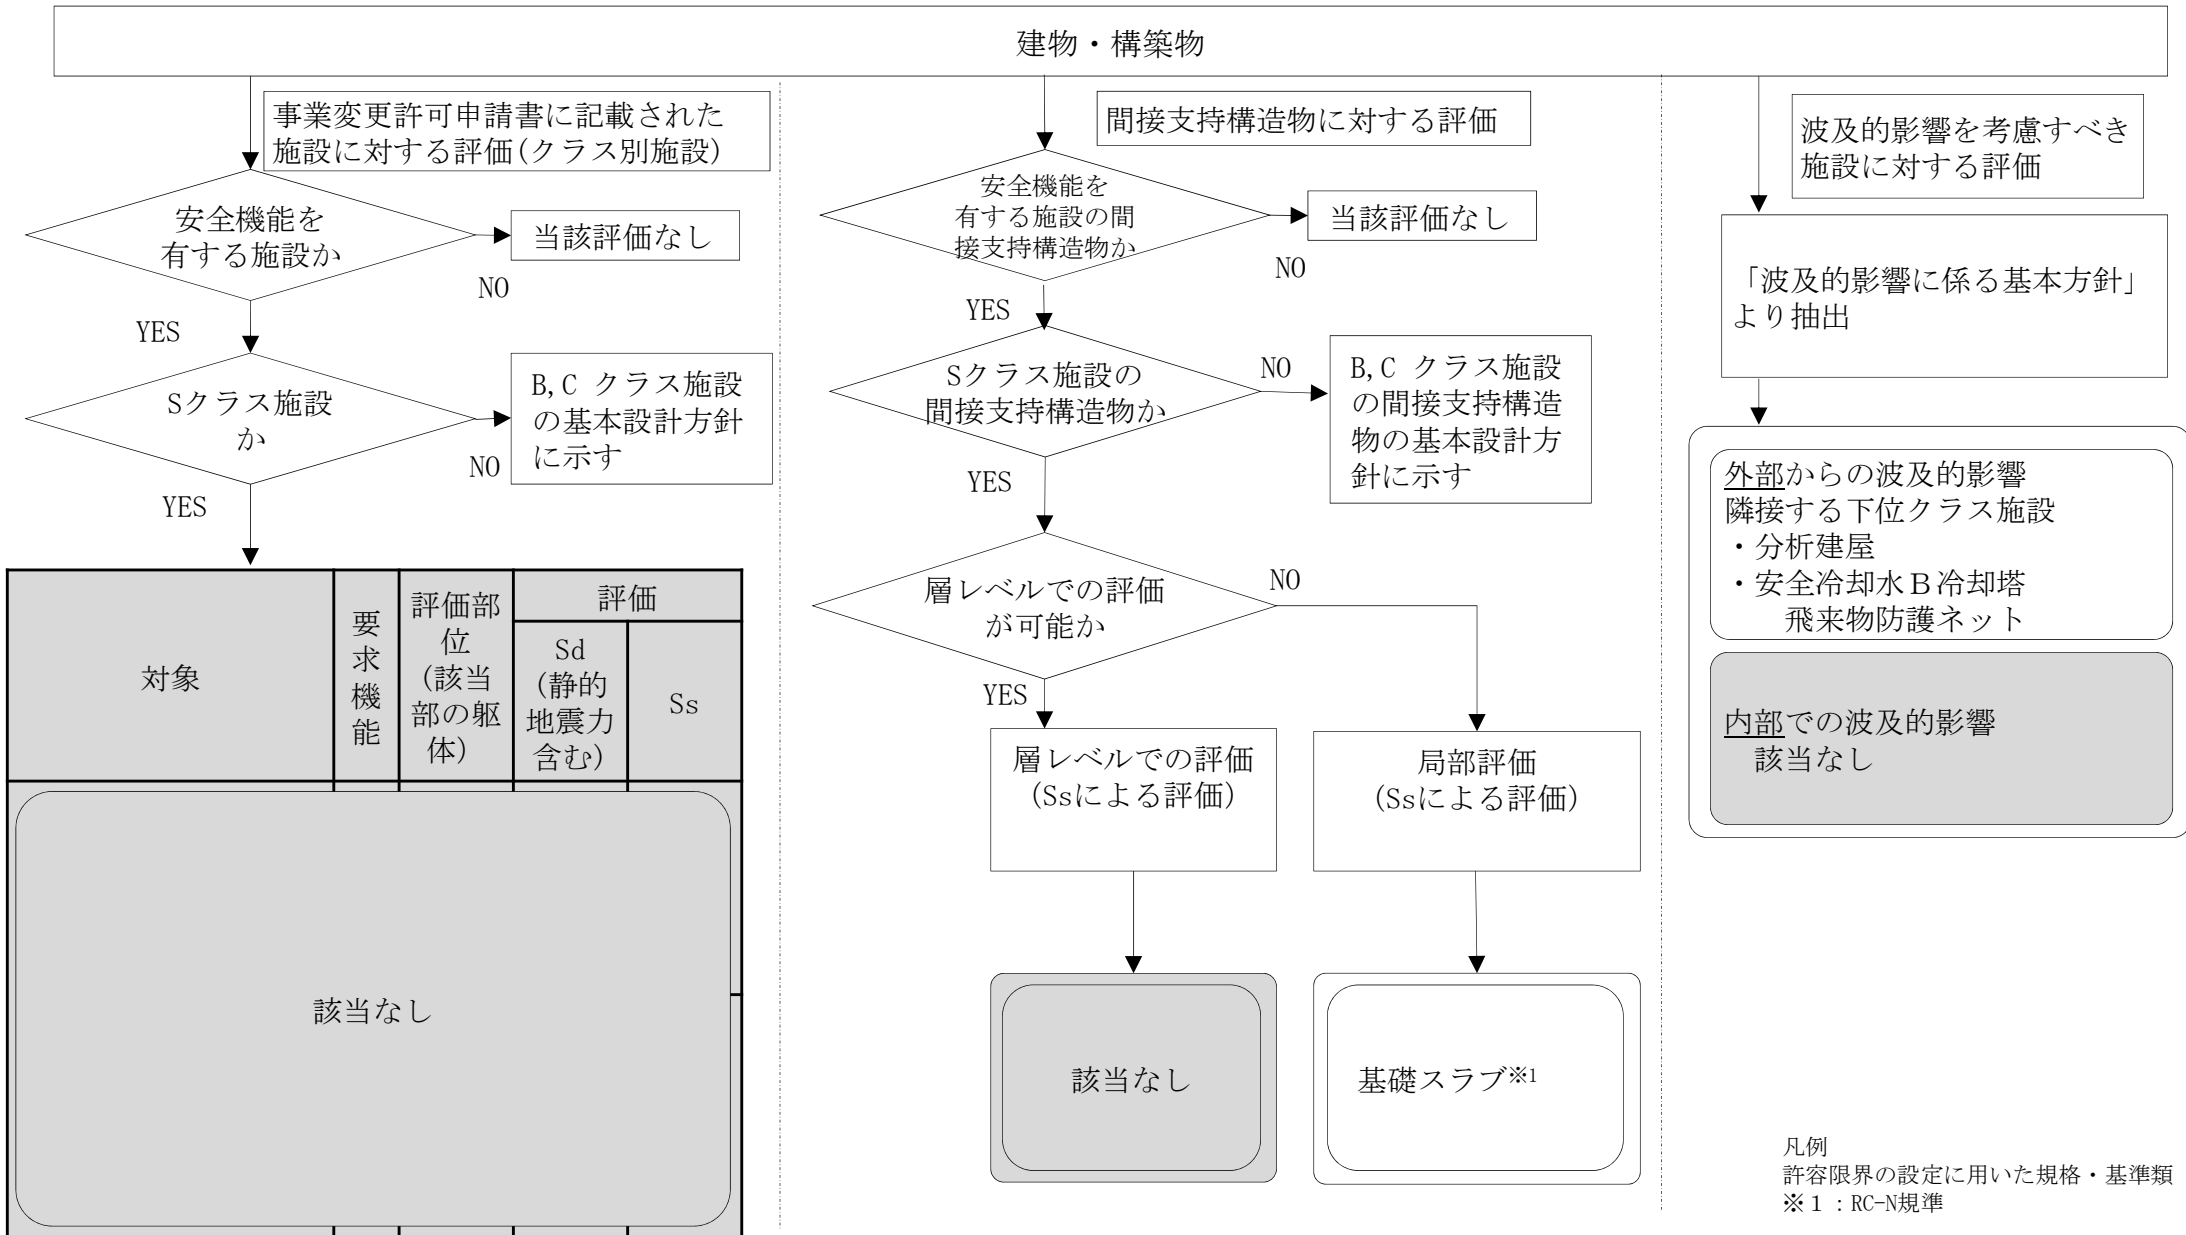 建物・構築物
事業変更許可申請書に記載された
施設に対する評価(クラス別施設)
安全機能を
有する施設か
当該評価なし
NO
YES
Sクラス施設
か
B,C クラス施設
の基本設計方針
に示す
NO
YES
対象
要
求
機
能
評価部
位
(該当
部の躯
体)
評価
Sd
(静的
地震力
含む)
Ss
該当なし
間接支持構造物に対する評価
安全機能を
有する施設の間
接支持構造物か
当該評価なし
NO
YES
Sクラス施設の
間接支持構造物か
NO
B,C クラス施設
の間接支持構造
物の基本設計方
針に示す
YES
層レベルでの評価
が可能か
NO
YES
層レベルでの評価
(Ssによる評価)
局部評価
(Ssによる評価)
該当なし
基礎スラブ※1
波及的影響を考慮すべき
施設に対する評価
「波及的影響に係る基本方針」
より抽出
外部からの波及的影響
隣接する下位クラス施設
・分析建屋
・安全冷却水Ｂ冷却塔
飛来物防護ネット
内部での波及的影響
該当なし
凡例
許容限界の設定に用いた規格・基準類
※１：RC-N規準